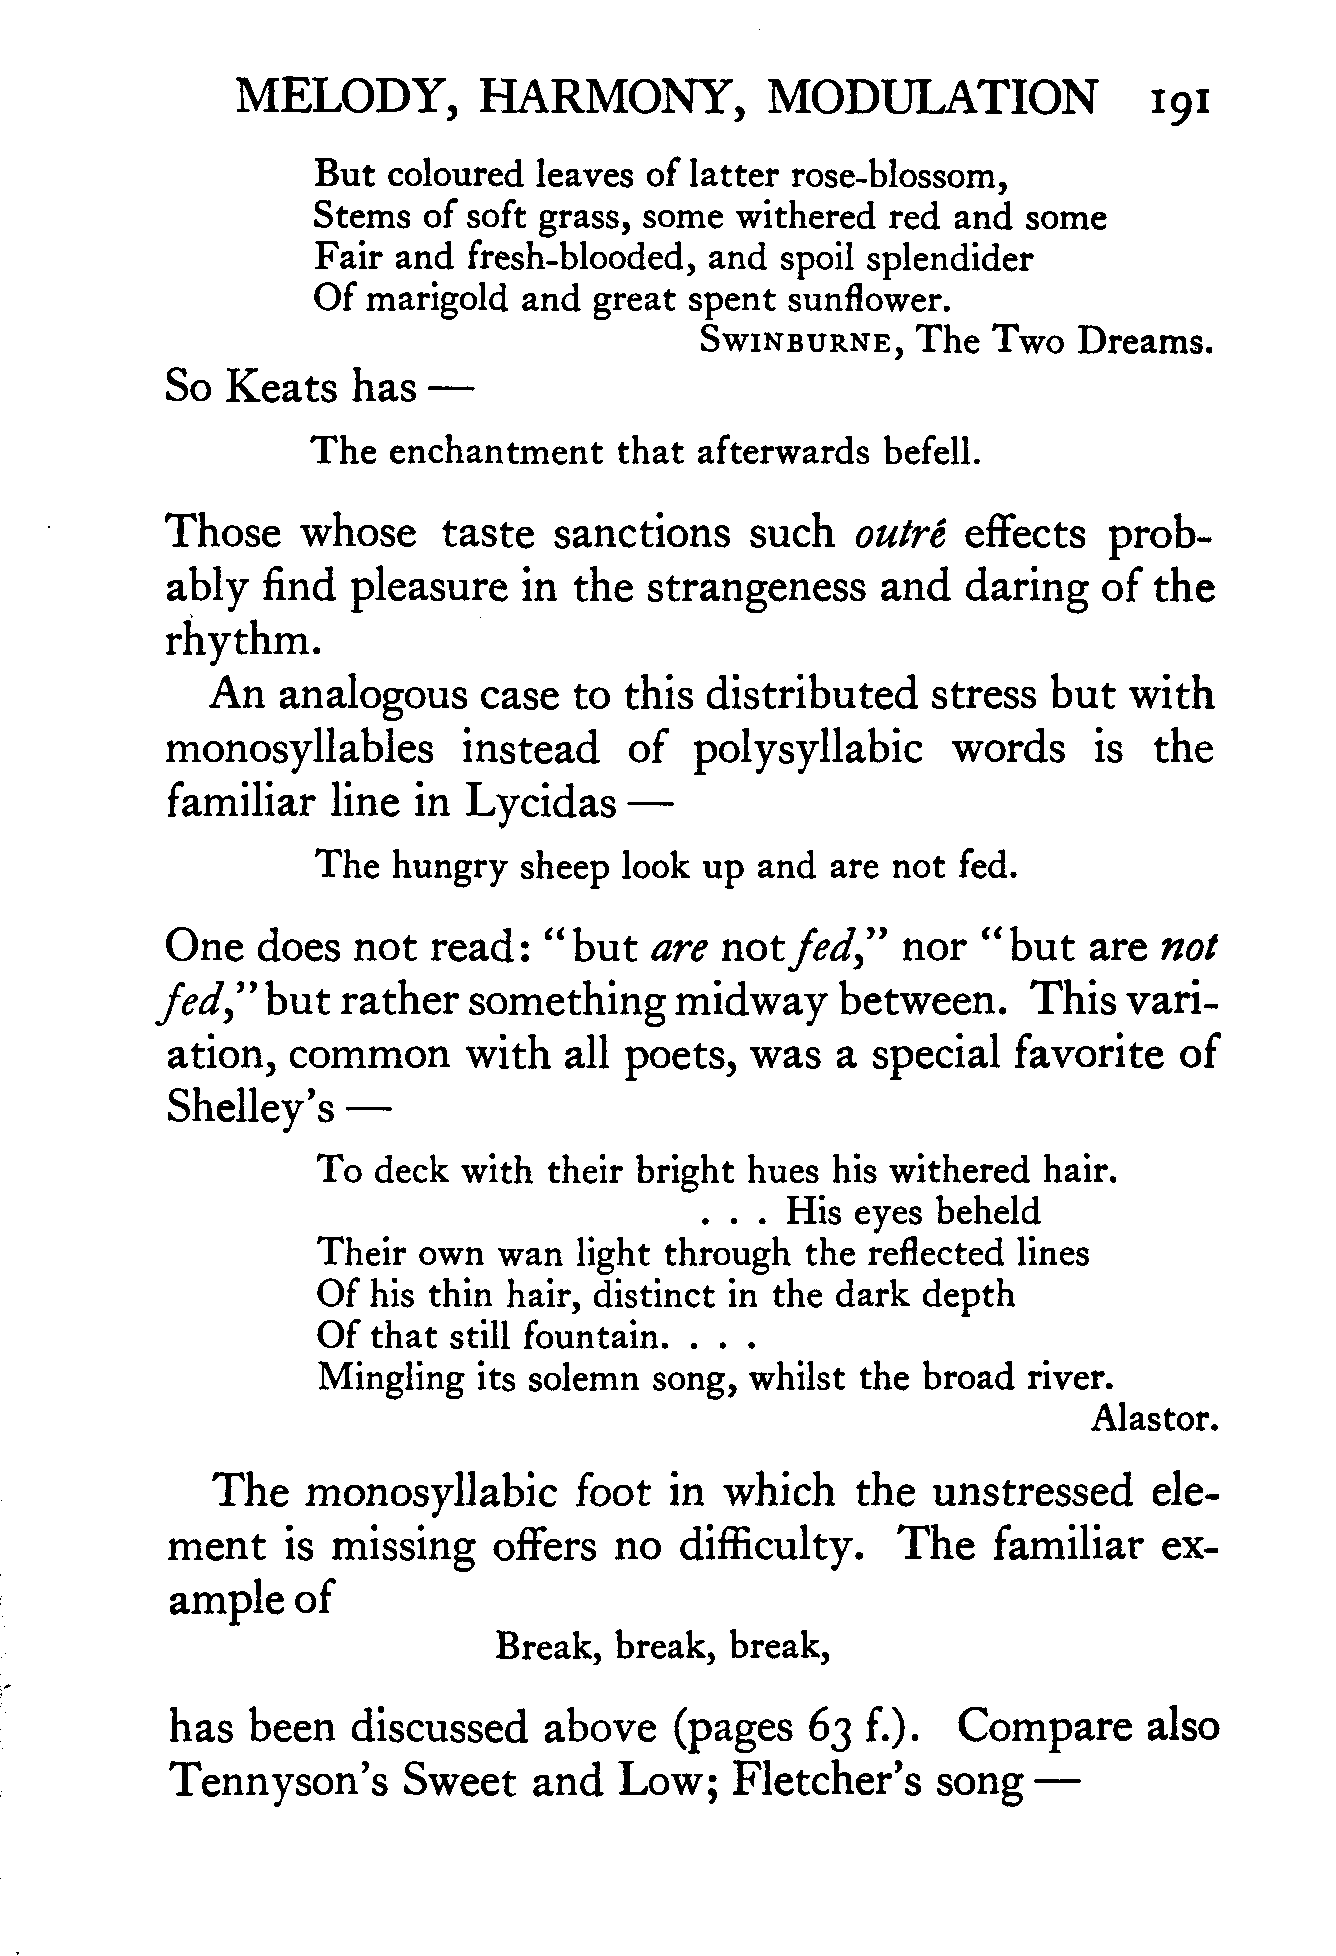 MELODY, HARMONY, MODULATION 191
But coloured leaves of latter rose-blossom,
Stems of soft grass, some withered red and some
Fair and fresh-blooded, and spoil splendider
Of marigold and great spent sunflower.
SWINBURNE, The Two Dreams.
So Keats has —
The enchantment that afterwards befell.
Those whose taste sanctions such outré effects prob-
ably find pleasure in the strangeness and daring of the
rhythm.
An analogous case to this distributed stress but with
monosyllables instead of polysyllabic words is the
familiar line in Lycidas —
The hungry sheep look up and are not fed.
One does not read: "but are not fed," nor "but are not
fed," but rather something midway between. This vari-
ation, common with all poets, was a special favorite of
Shelley's —
To deck with their bright hues his withered hair.
. . . His eyes beheld
Their own wan light through the reflected lines
Of his thin hair, distinct in the dark depth
Of that still fountain. . . .
Mingling its solemn song, whilst the broad river.
Alastor.
The monosyllabic foot in which the unstressed ele-
ment is missing offers no difficulty. The familiar ex-
ample of
Break, break, break,
has been discussed above (pages 63 f.). Compare also
Tennyson's Sweet and Low; Fletcher's song —